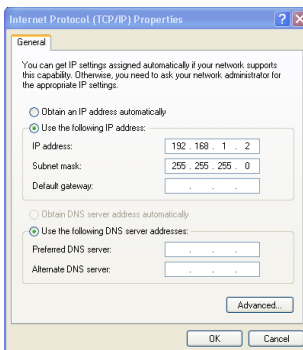 Internet Protocol (TCP/IP) Properties
General
You can get IP settings assigned automatically if your network supports
this capability. Otherwise, you need to ask your network administrator for
the appropriate IP settings.
Obtain an IP address automatically
Use the following IP address:
IP address: 192 . 168 . 1 . 2
Subnet mask: 255 . 255 . 255 . 0
Default gateway: . . .
Obtain DNS server address automatically
Use the following DNS server addresses:
Preferred DNS server: . . .
Alternate DNS server: . . .
Advanced...
OK Cancel